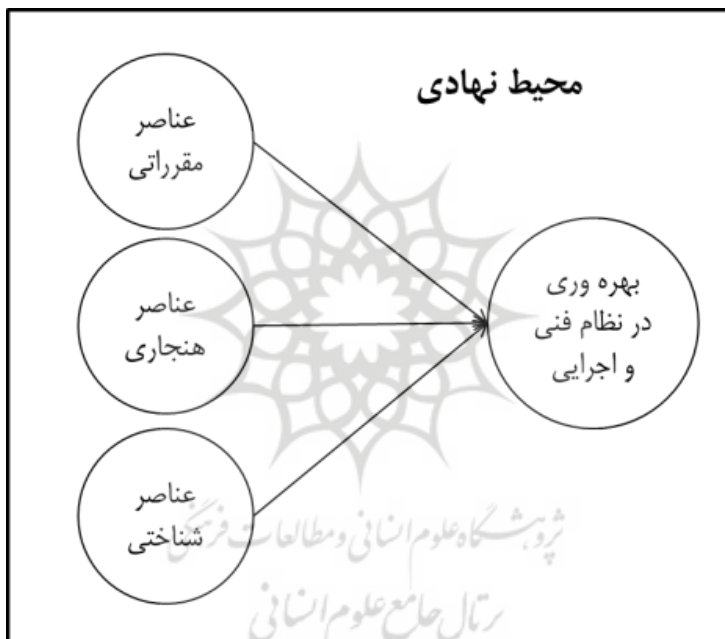 محیط نهادی
عناصر
مقرراتی
عناصر
هنجاری
عناصر
شناختی
بهره وری
در نظام فنی
و اجرایی
پژوهشگاه علوم انسانی و مطالعات فرهنگی
پرتال جامع علوم انسانی